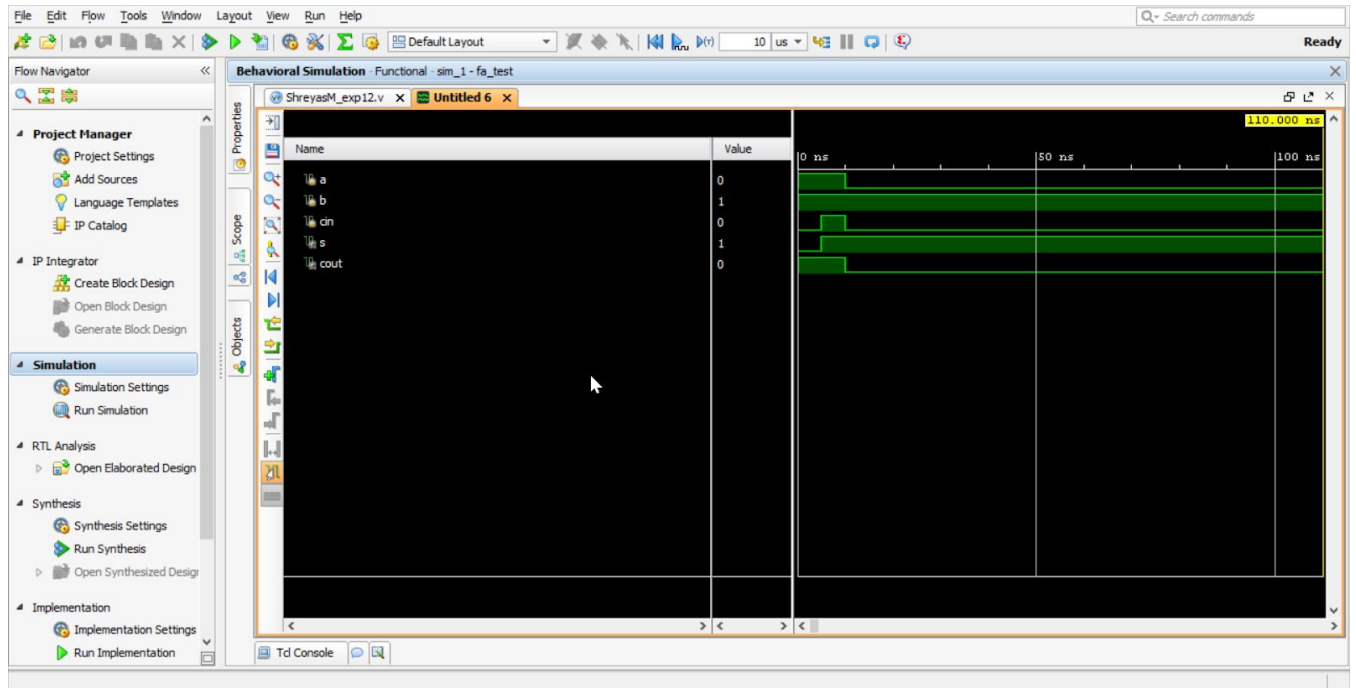 File Edit Flow Tools Window Layout View Run Help
Q- Search commands
Default Layout
10 us
Ready
Flow Navigator
Behavioral Simulation - Functional - sim_1 - fa_test
ShreyasM_exp12.v
Untitled 6
Project Manager
Project Settings
Add Sources
Language Templates
IP Catalog
IP Integrator
Create Block Design
Open Block Design
Generate Block Design
Simulation
Simulation Settings
Run Simulation
RTL Analysis
Open Elaborated Design
Synthesis
Synthesis Settings
Run Synthesis
Open Synthesized Desigr
Implementation
Implementation Settings
Run Implementation
Properties
Scope
Objects
Name Value
a 0
b 1
cin 0
s 1
cout 0
110.000 ns
0 ns 50 ns 100 ns
Tcl Console